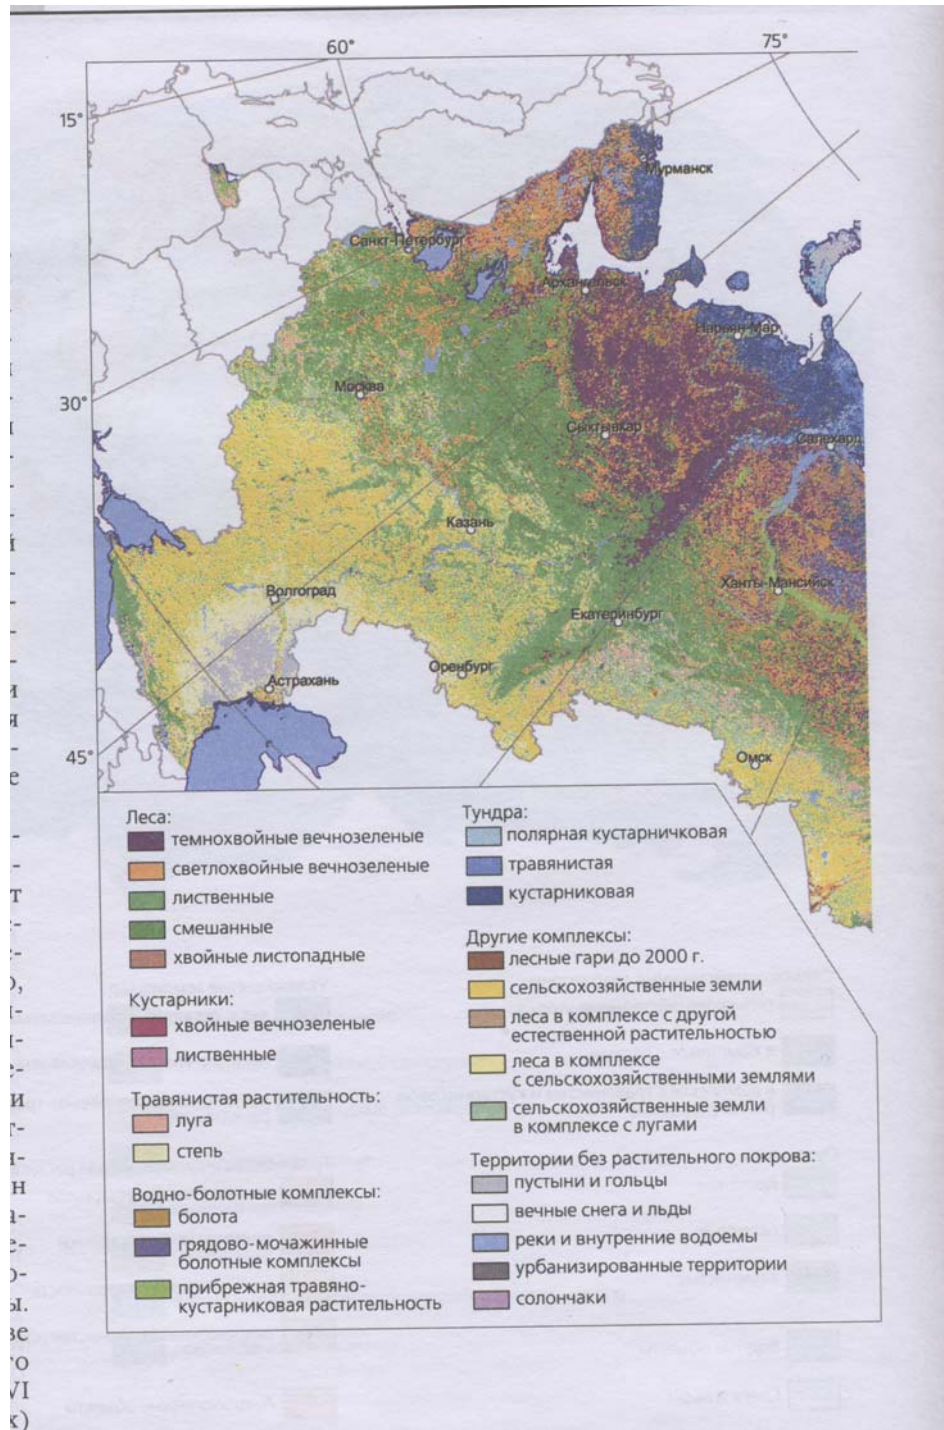 60°
75°
15°
Мурманск
Санкт-Петербург
Архангельск
Нарьян-Мар
Москва
30°
Сыктывкар
Салехард
Казань
Ханты-Мансийск
Волгоград
Екатеринбург
Оренбург
Астрахань
45°
Омск
Леса:
темнохвойные вечнозеленые
светлохвойные вечнозеленые
лиственные
смешанные
хвойные листопадные
Кустарники:
хвойные вечнозеленые
лиственные
Травянистая растительность:
луга
степь
Водно-болотные комплексы:
болота
грядово-мочажинные
болотные комплексы
прибрежная травяно-
кустарниковая растительность
Тундра:
полярная кустарничковая
травянистая
кустарниковая
Другие комплексы:
лесные гари до 2000 г.
сельскохозяйственные земли
леса в комплексе с другой
естественной растительностью
леса в комплексе
с сельскохозяйственными землями
сельскохозяйственные земли
в комплексе с лугами
Территории без растительного покрова:
пустыни и гольцы
вечные снега и льды
реки и внутренние водоемы
урбанизированные территории
солончаки